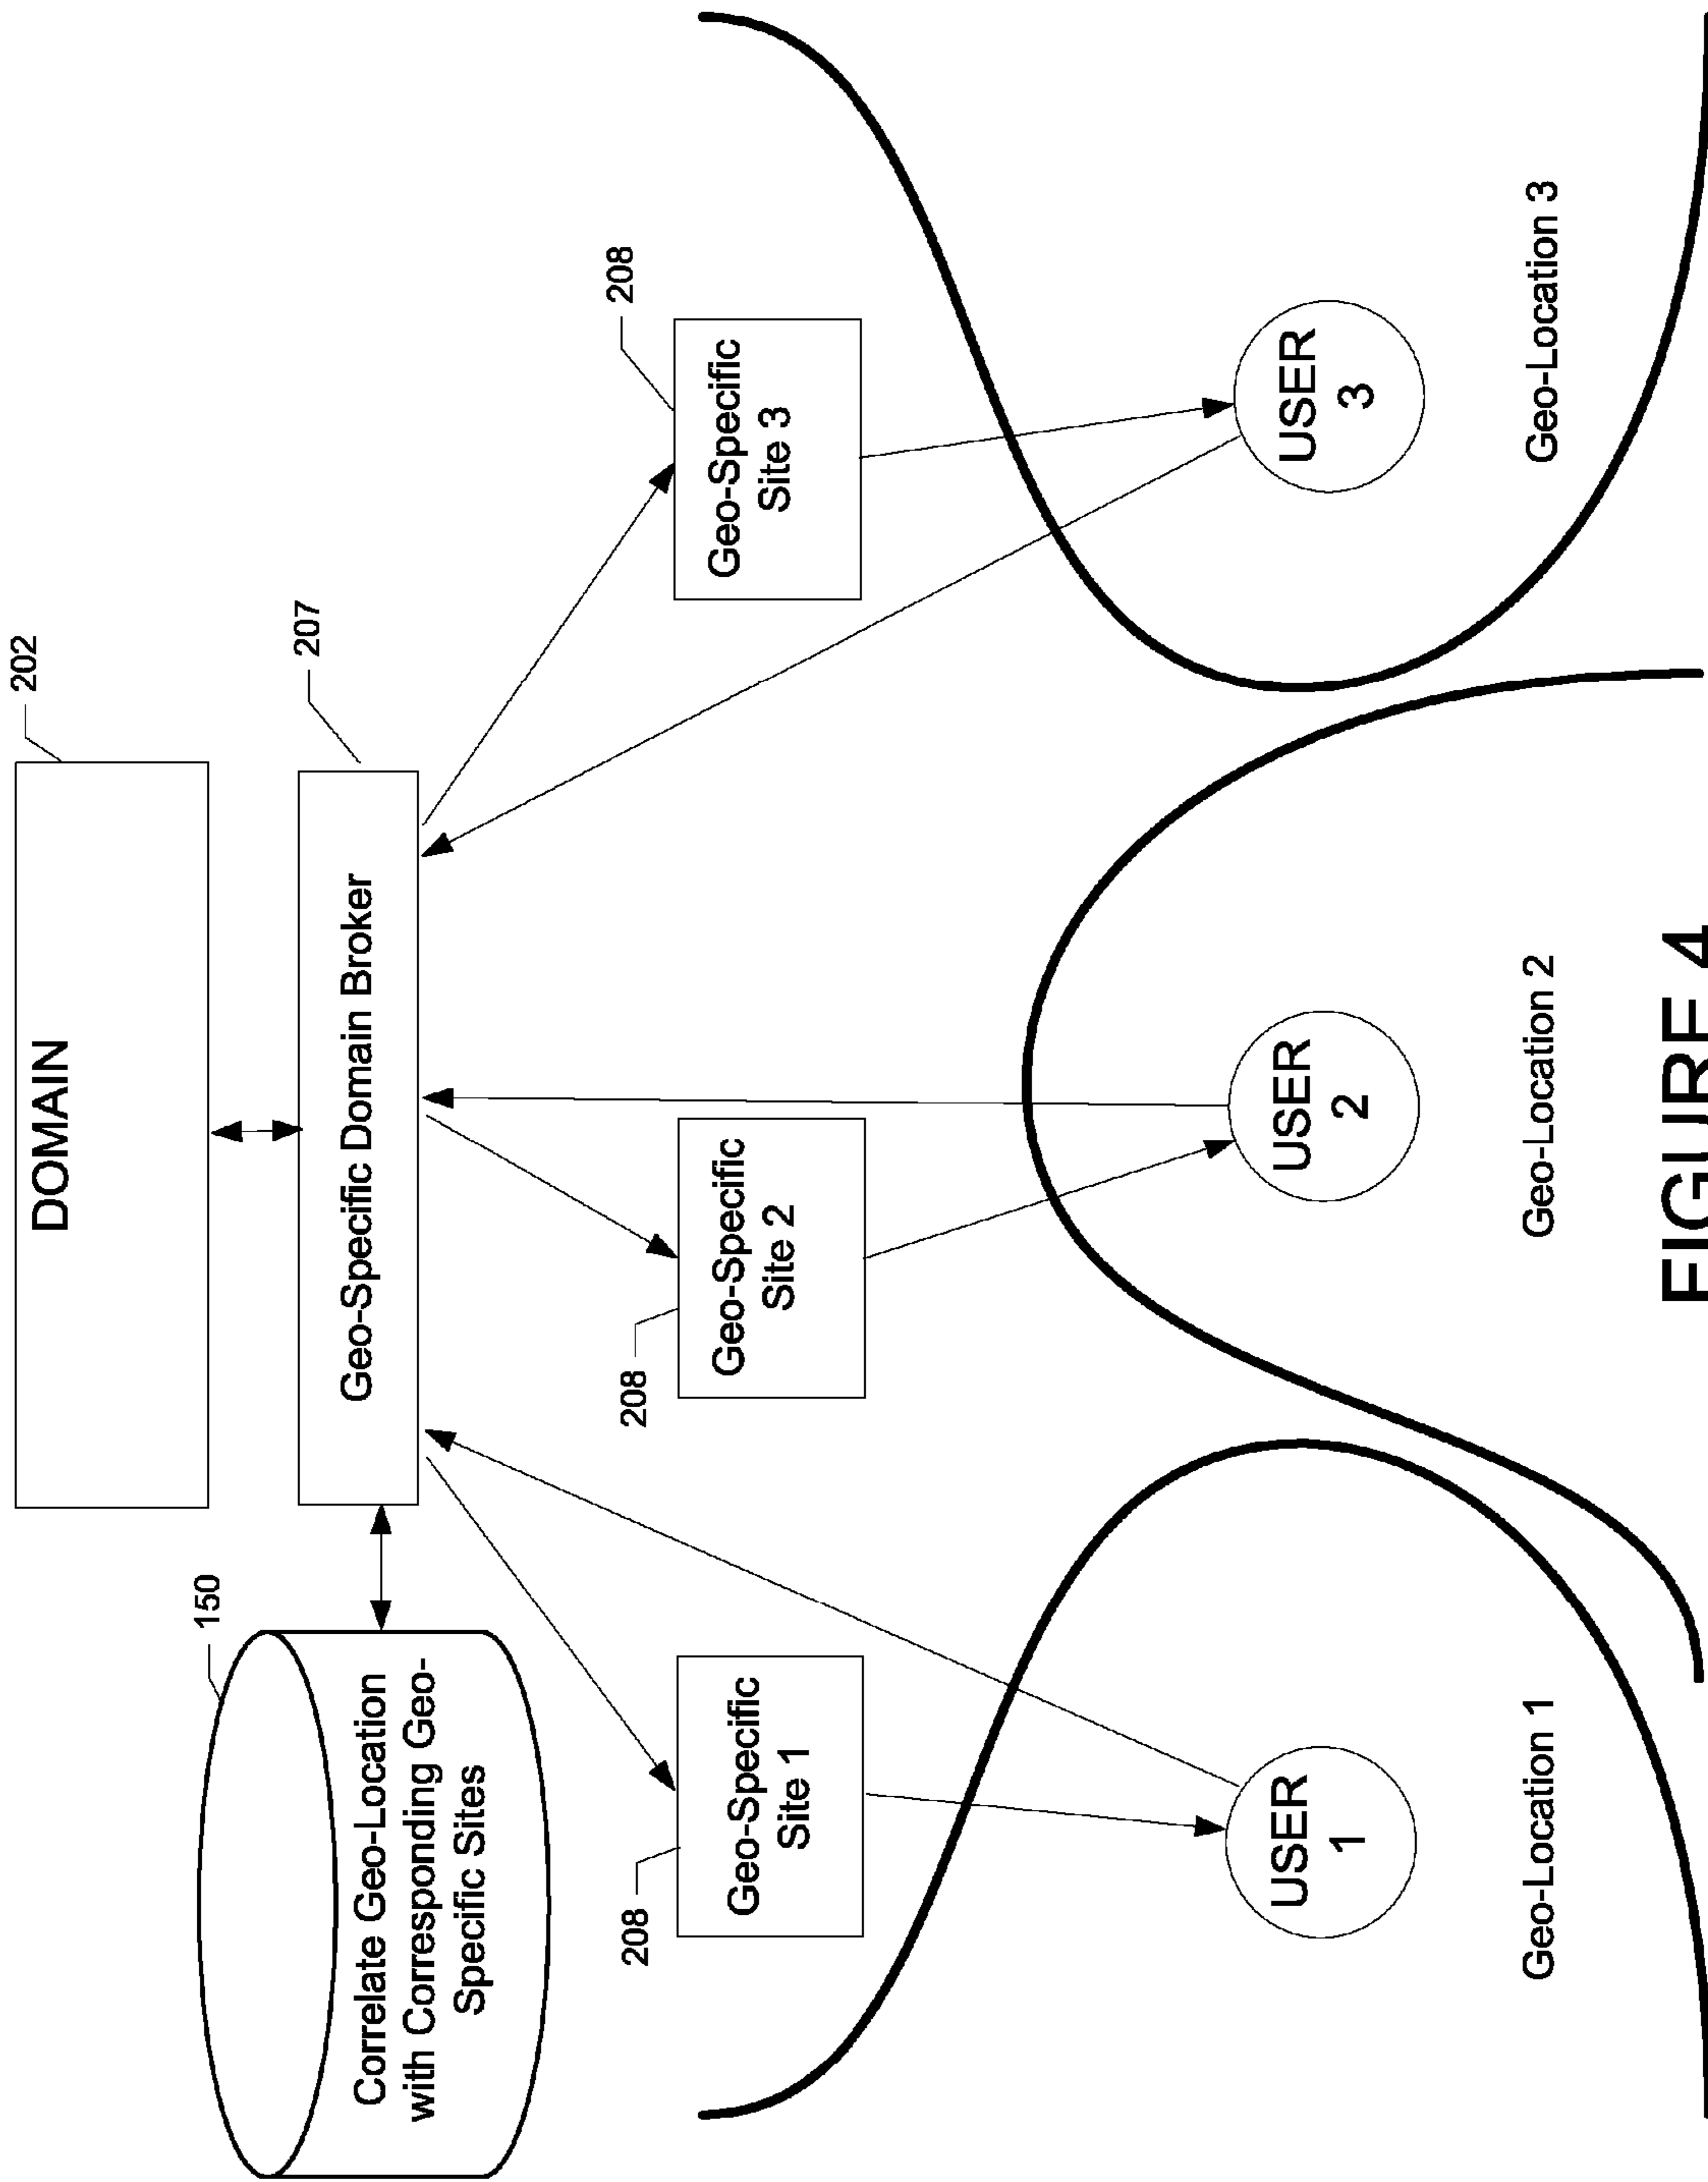 DOMAIN
202
150
Correlate Geo-Location
with Corresponding Geo-
Specific Sites
Geo-Specific Domain Broker
207
208
Geo-Specific
Site 1
208
Geo-Specific
Site 2
208
Geo-Specific
Site 3
USER
1
USER
2
USER
3
Geo-Location 1
Geo-Location 2
Geo-Location 3
FIGURE 4